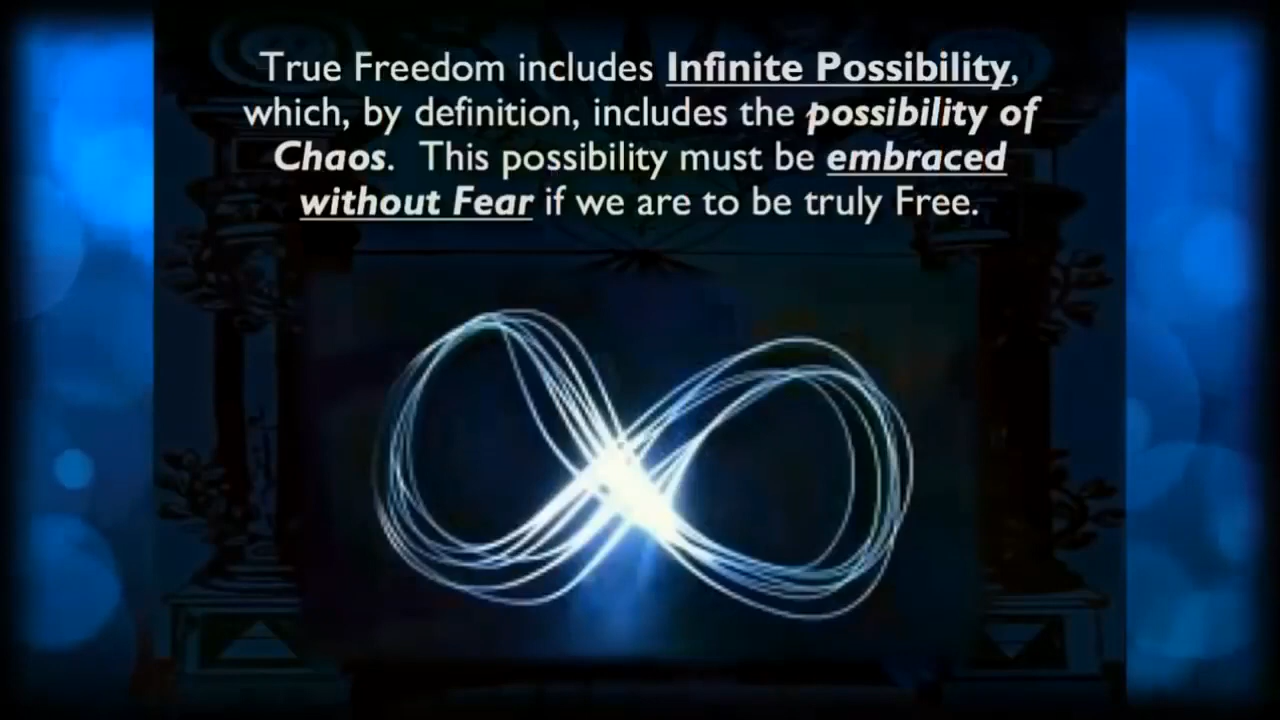 True Freedom includes Infinite Possibility,
which, by definition, includes the possibility of
Chaos. This possibility must be embraced
without Fear if we are to be truly Free.